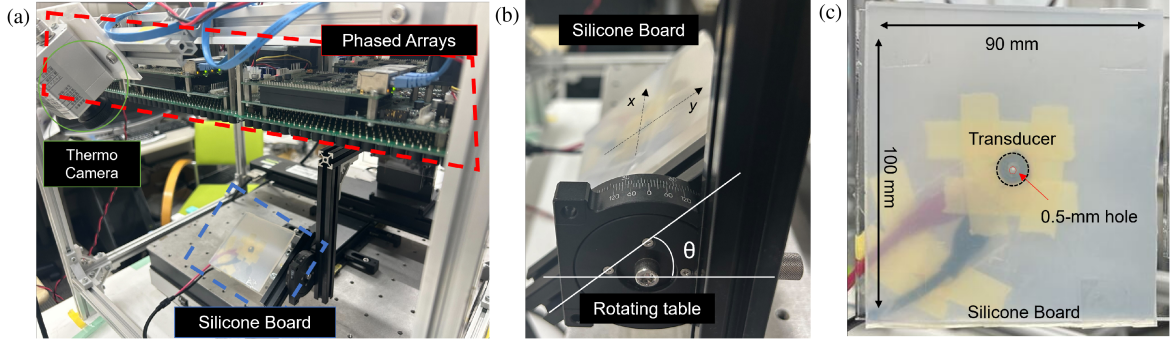 (a)
Phased Arrays
Thermo
Camera
Silicone Board
(b)
Silicone Board
x
y
θ
Rotating table
(c)
90 mm
100 mm
Transducer
0.5-mm hole
Silicone Board